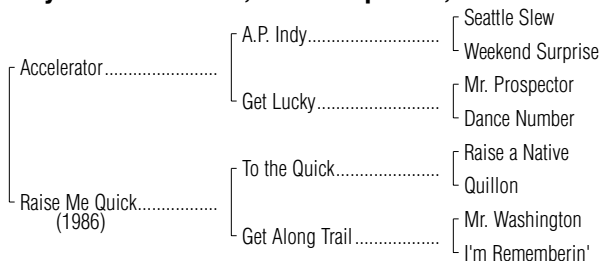 Seattle Slew
A.P. Indy
Weekend Surprise
Accelerator
Mr. Prospector
Get Lucky
Dance Number
Raise a Native
To the Quick
Quillon
Raise Me Quick
(1986)
Mr. Washington
Get Along Trail
I'm Rememberin'